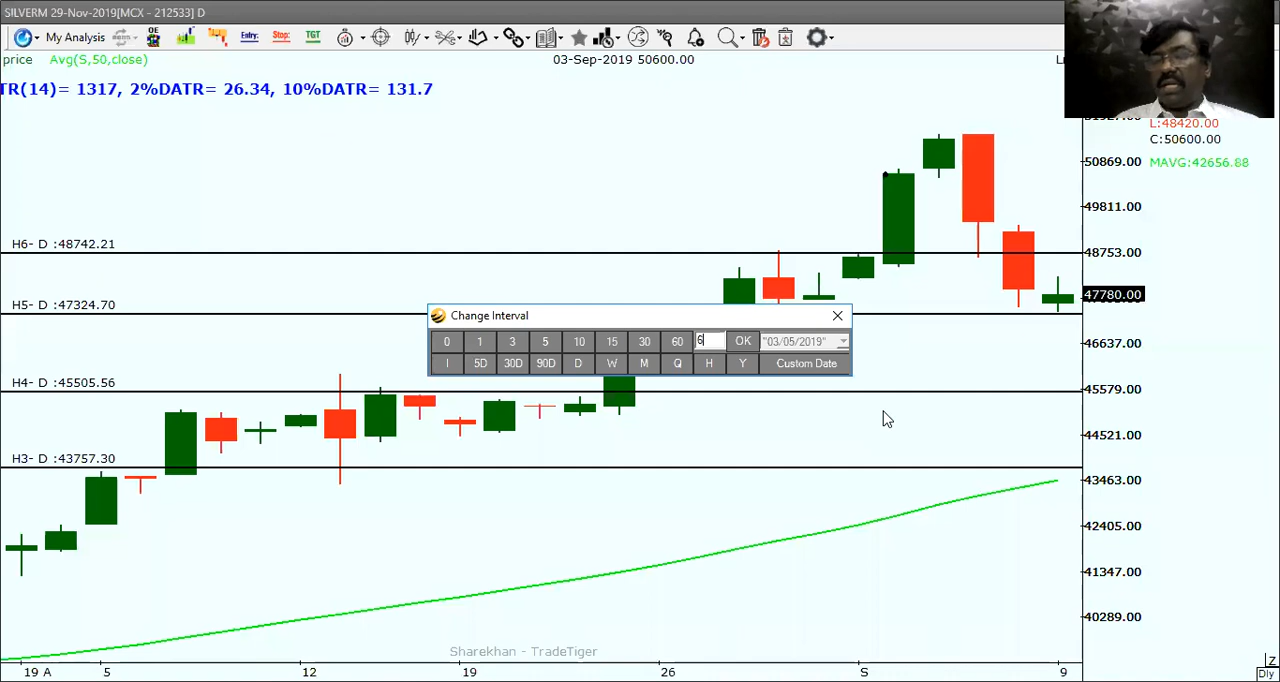 SILVERM 29-Nov-2019[MCX - 212533] D
OE
My Analysis
Entry:
Stop:
TGT
price Avg(S,50,close)
03-Sep-2019 50600.00
TR(14)= 1317, 2%DATR= 26.34, 10%DATR= 131.7
L:48420.00
C:50600.00
MAVG:42656.88
50869.00
49811.00
H6- D :48742.21
48753.00
H5- D :47324.70
47780.00
Change Interval
0 1 3 5 10 15 30 60 6 OK "03/05/2019"
I 5D 30D 90D D W M Q H Y Custom Date
46637.00
H4- D :45505.56
45579.00
44521.00
H3- D :43757.30
43463.00
42405.00
41347.00
40289.00
Sharekhan - TradeTiger
19 A 5 12 19 26 S 9
Z
Dly